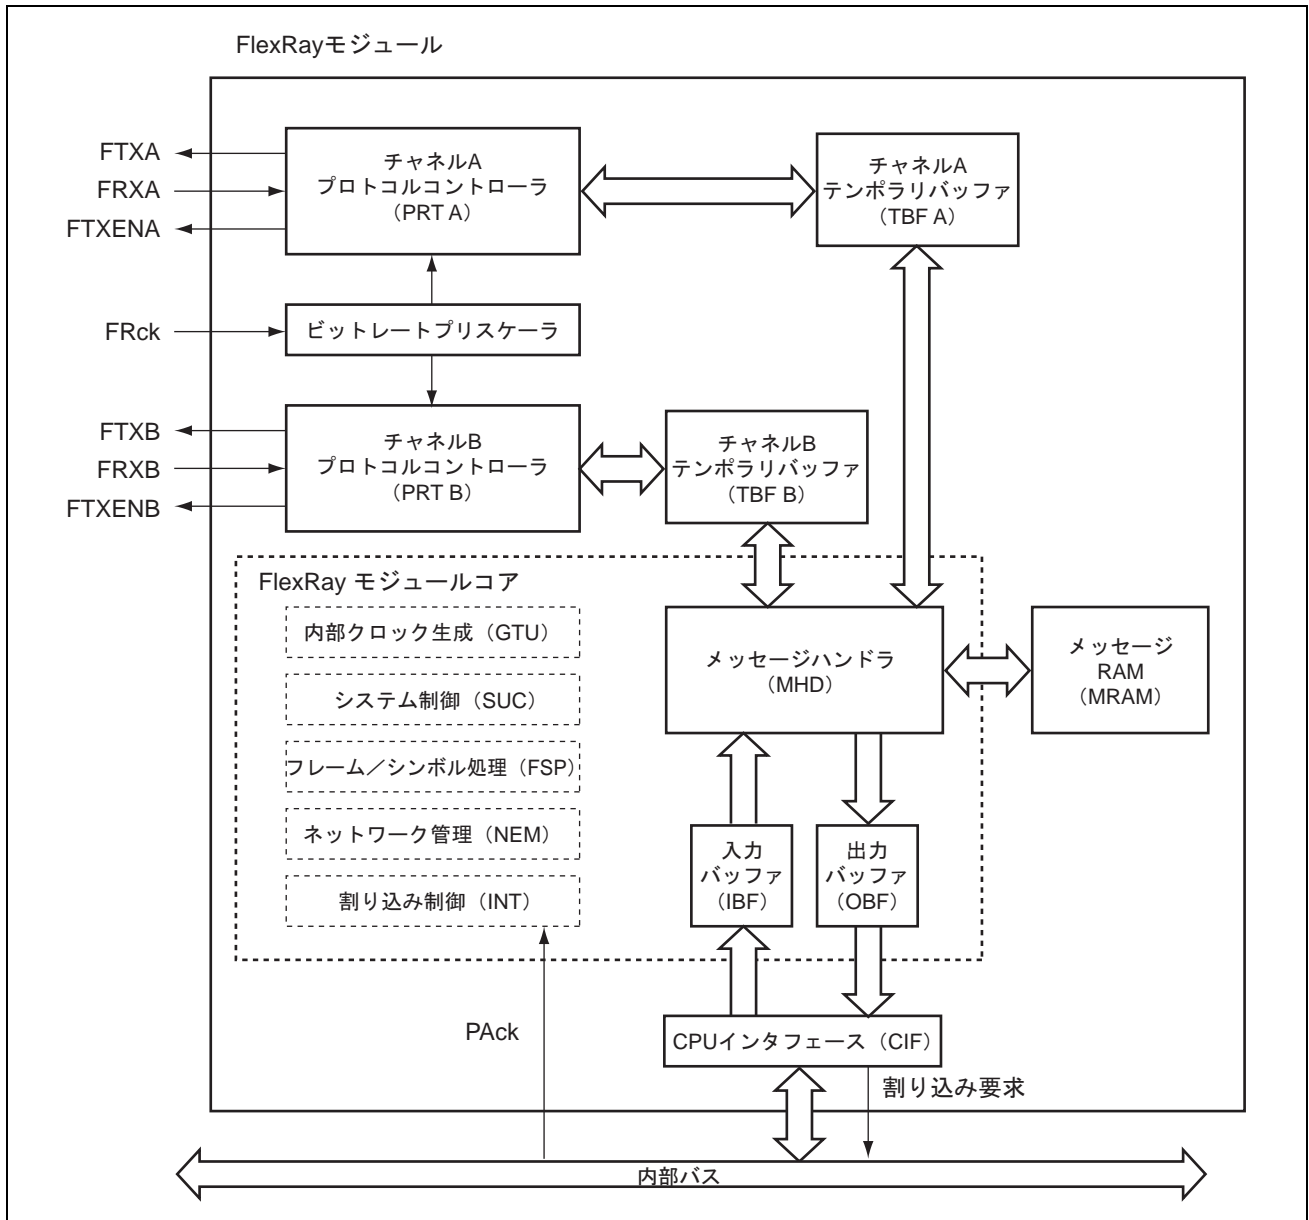 FlexRayモジュール
FTXA
FRXA
FTXENA
チャネルA
プロトコルコントローラ
（PRT A）
チャネルA
テンポラリバッファ
（TBF A）
FRck
ビットレートプリスケーラ
FTXB
FRXB
FTXENB
チャネルB
プロトコルコントローラ
（PRT B）
チャネルB
テンポラリバッファ
（TBF B）
FlexRay モジュールコア
内部クロック生成（GTU）
システム制御（SUC）
フレーム／シンボル処理（FSP）
ネットワーク管理（NEM）
割り込み制御（INT）
メッセージハンドラ
（MHD）
メッセージ
RAM
（MRAM）
入力
バッファ
（IBF）
出力
バッファ
（OBF）
PAck
CPUインタフェース（CIF）
割り込み要求
内部バス